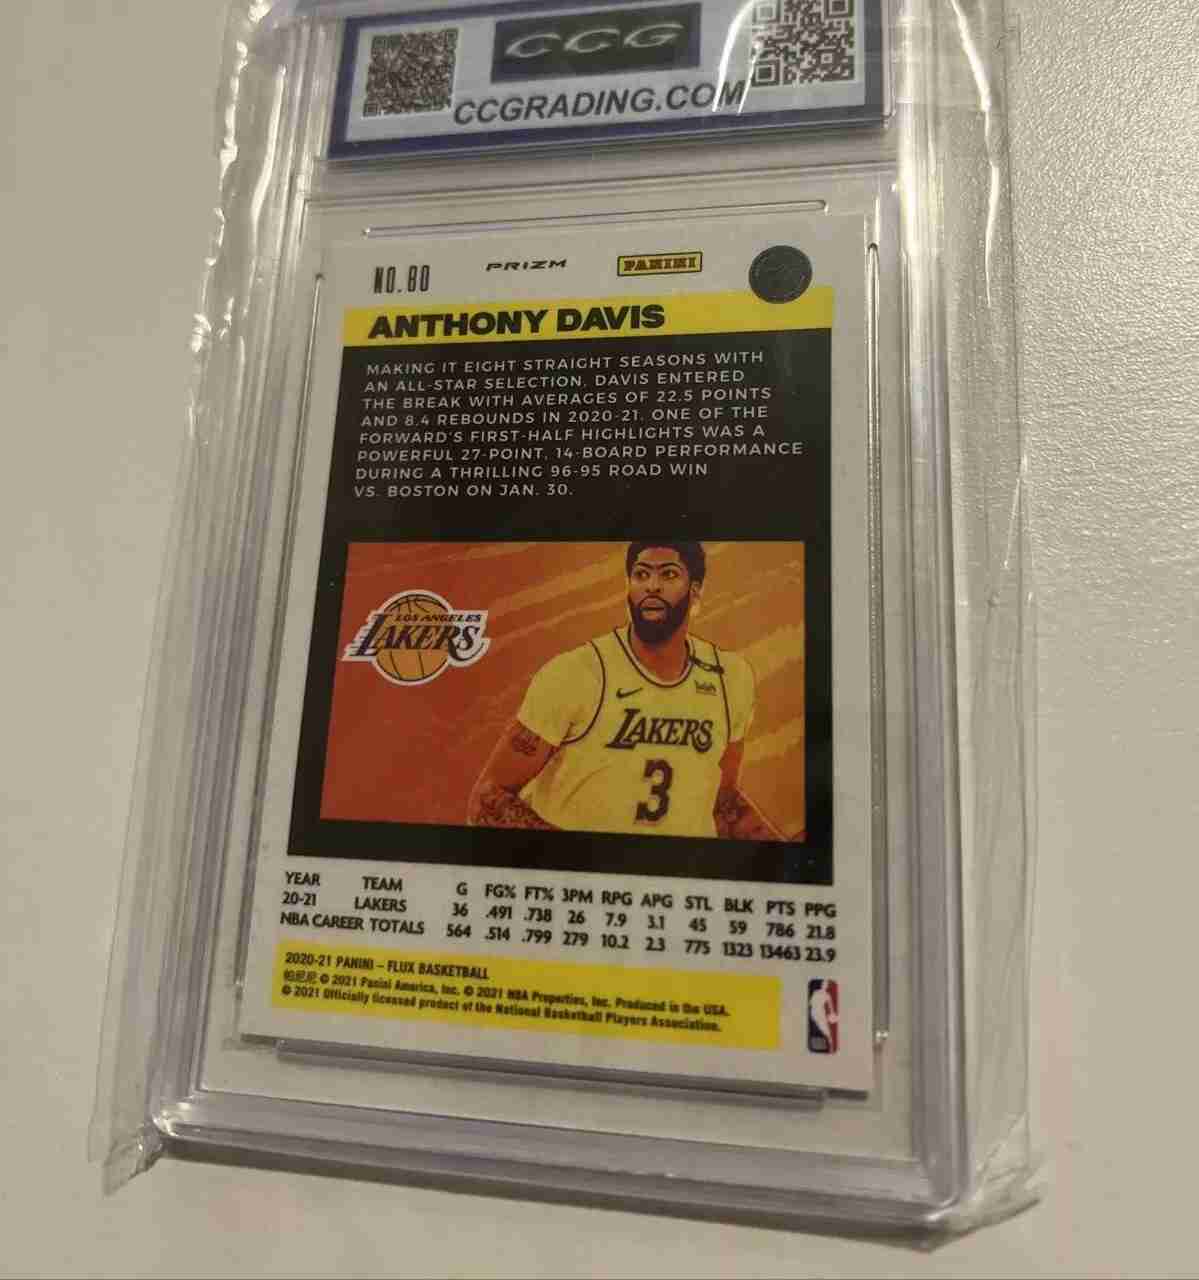 CCG
CCGRADING.COM
NO. 80
PRIZM
PANINI
ANTHONY DAVIS
MAKING IT EIGHT STRAIGHT SEASONS WITH
AN ALL-STAR SELECTION, DAVIS ENTERED
THE BREAK WITH AVERAGES OF 22.5 POINTS
AND 8.4 REBOUNDS IN 2020-21. ONE OF THE
FORWARD'S FIRST-HALF HIGHLIGHTS WAS A
POWERFUL 27-POINT, 14-BOARD PERFORMANCE
DURING A THRILLING 96-95 ROAD WIN
VS. BOSTON ON JAN. 30.
LOS ANGELES
LAKERS
wish
LAKERS
3
YEAR TEAM G FG% FT% 3PM RPG APG STL BLK PTS PPG
20-21 LAKERS 36 .491 .738 26 7.9 3.1 45 59 786 21.8
NBA CAREER TOTALS 564 .514 .799 279 10.2 2.3 775 1323 13463 23.9
2020-21 PANINI – FLUX BASKETBALL
© 2021 Panini America, Inc. © 2021 NBA Properties, Inc. Produced in the USA.
© 2021 Officially licensed product of the National Basketball Players Association.